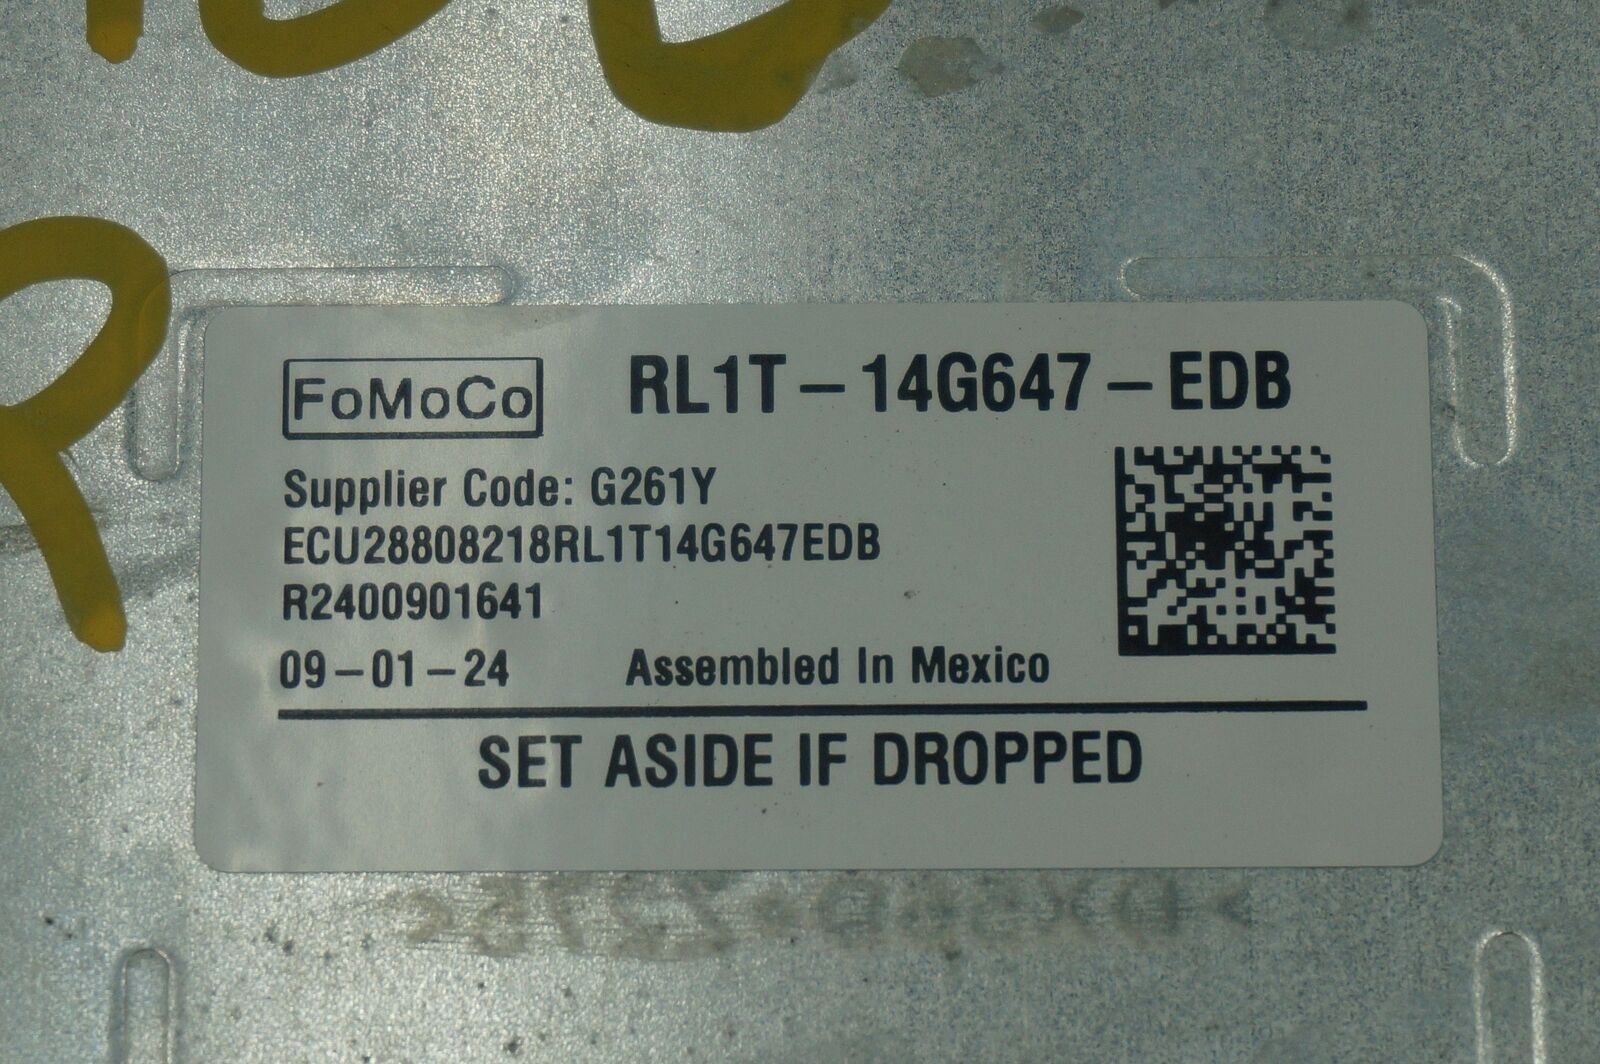 FoMoCo RL1T-14G647-EDB
Supplier Code: G261Y
ECU28808218RL1T14G647EDB
R2400901641
09-01-24 Assembled In Mexico
SET ASIDE IF DROPPED